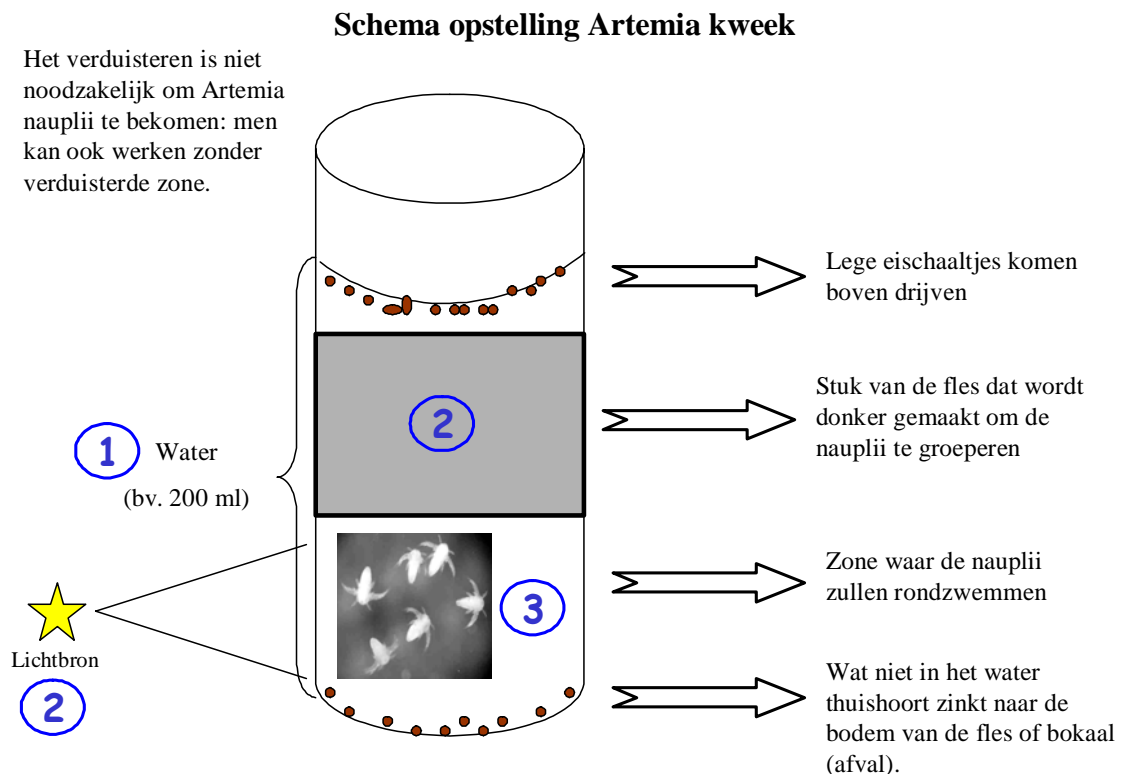 Schema opstelling Artemia kweek
Het verduisteren is niet
noodzakelijk om Artemia
nauplii te bekomen: men
kan ook werken zonder
verduisterde zone.
Lege eischaaltjes komen
boven drijven
Stuk van de fles dat wordt
donker gemaakt om de
nauplii te groeperen
2
1 Water
(bv. 200 ml)
Zone waar de nauplii
zullen rondzwemmen
3
Lichtbron
2
Wat niet in het water
thuishoort zinkt naar de
bodem van de fles of bokaal
(afval).